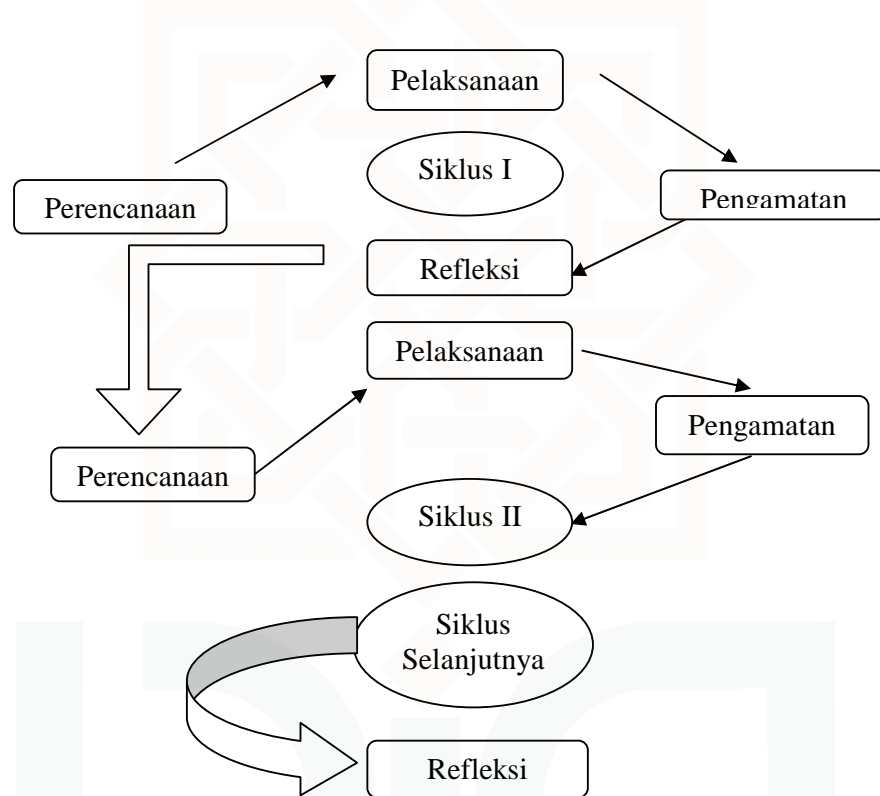 Pelaksanaan
Siklus I
Perencanaan
Pengamatan
Refleksi
Pelaksanaan
Pengamatan
Perencanaan
Siklus II
Siklus
Selanjutnya
Refleksi